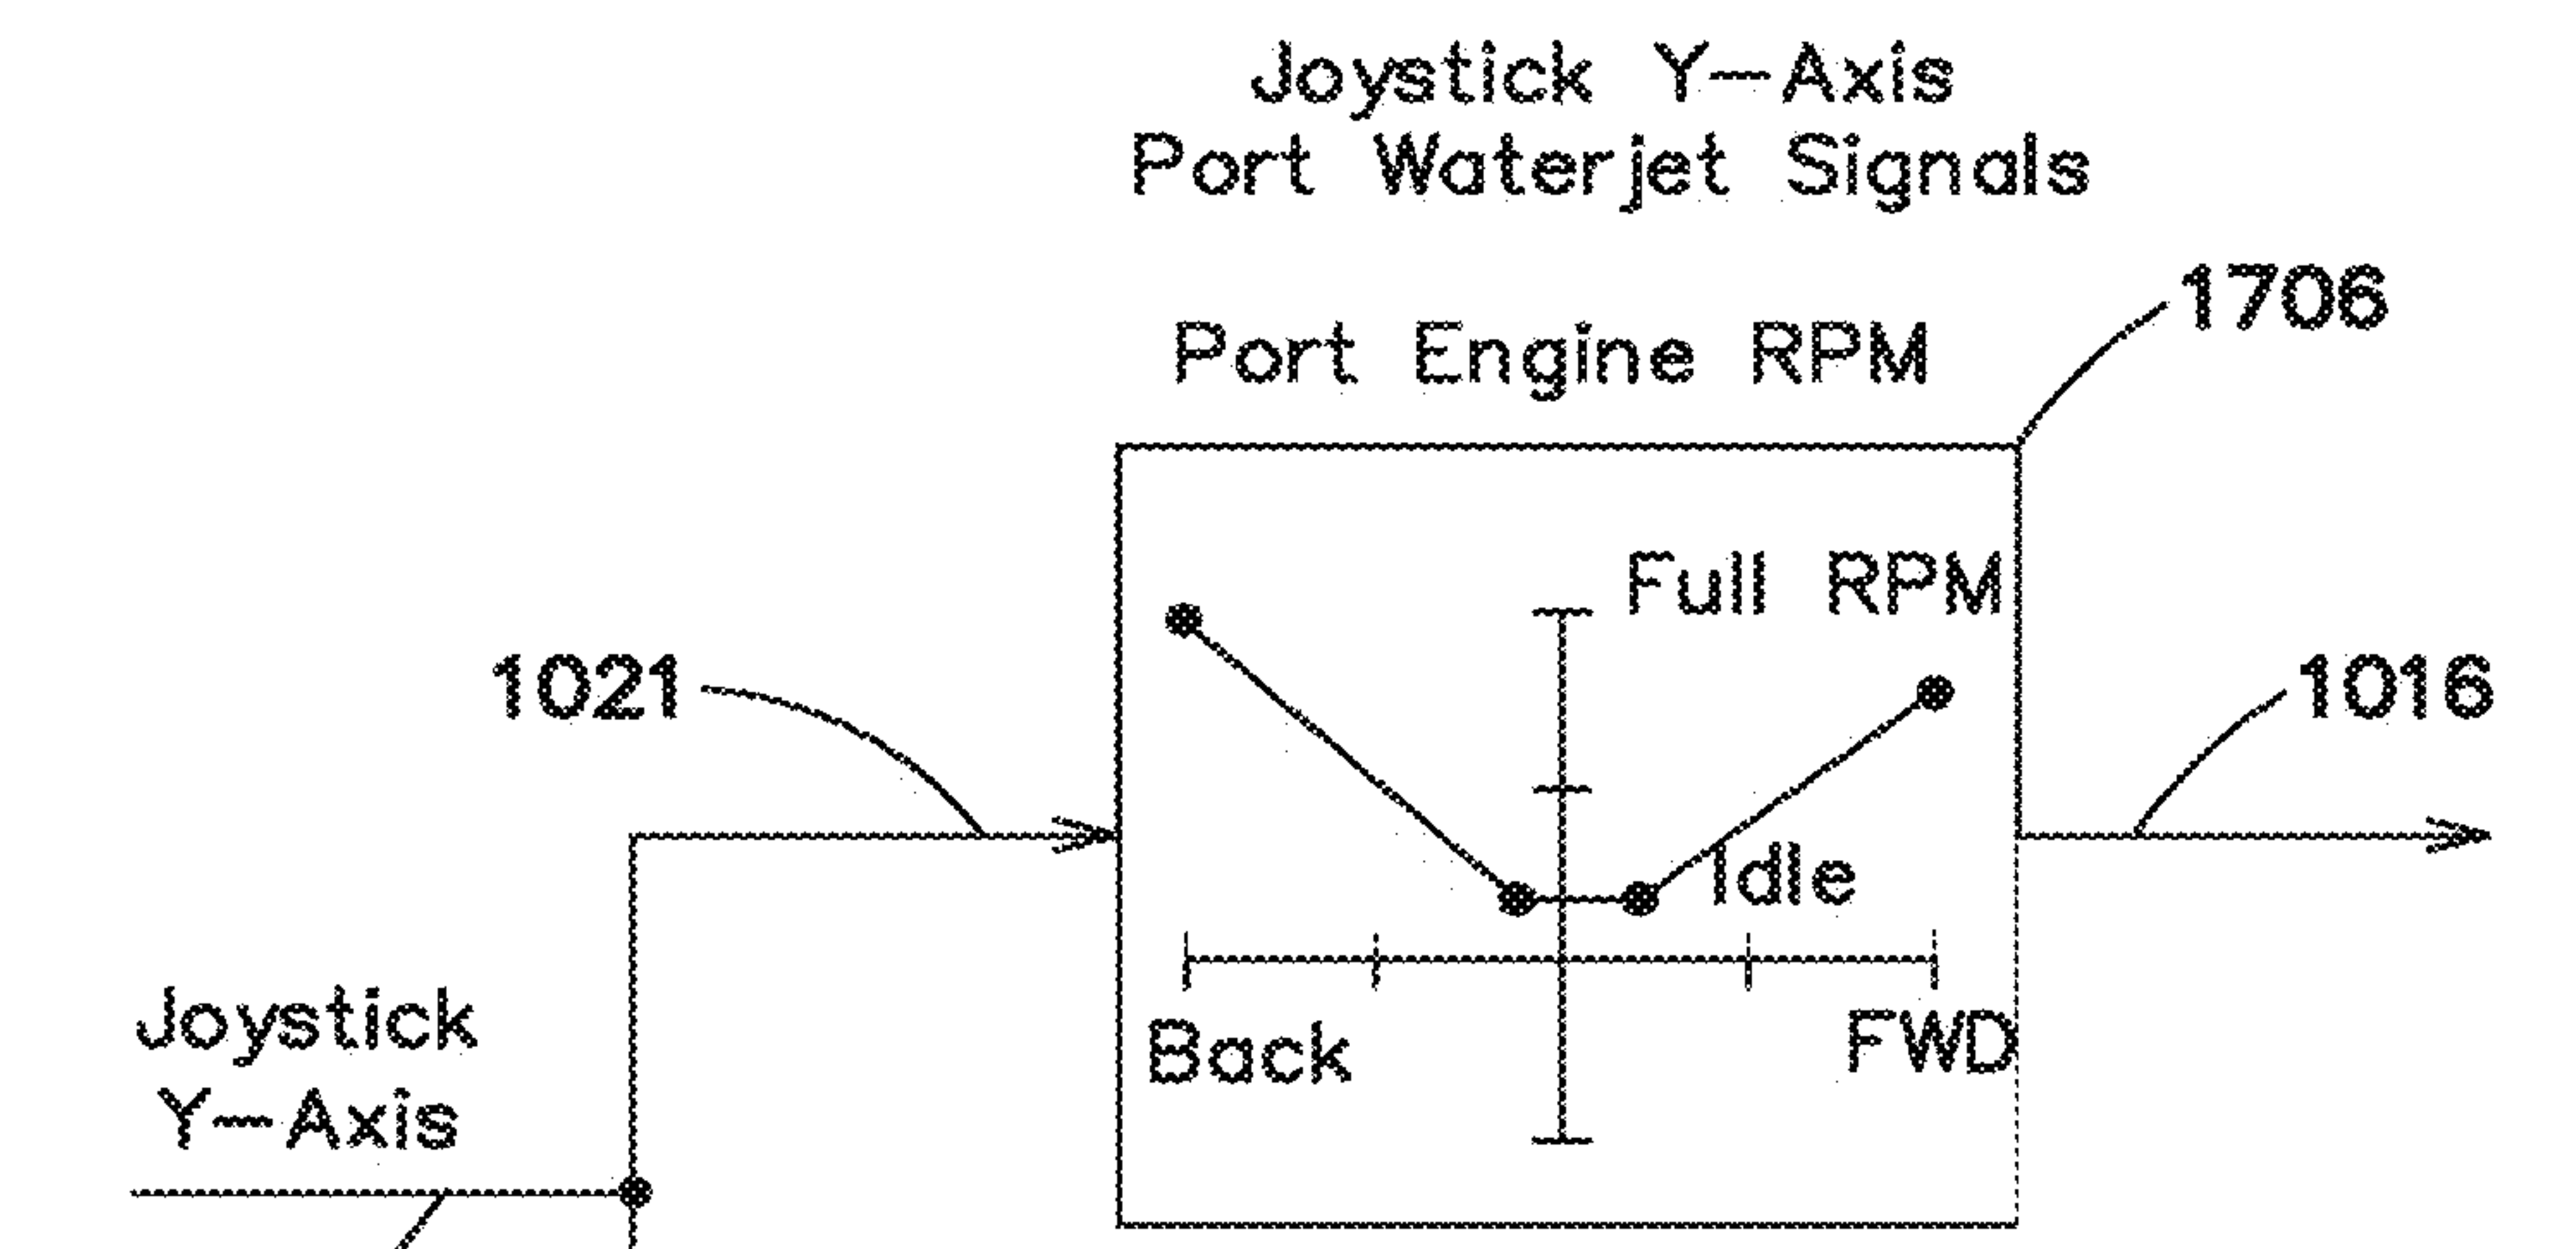 Joystick Y-Axis
Port Waterjet Signals
1706
Port Engine RPM
Full RPM
1021
1016
Idle
Back
FWD
Joystick
Y-Axis